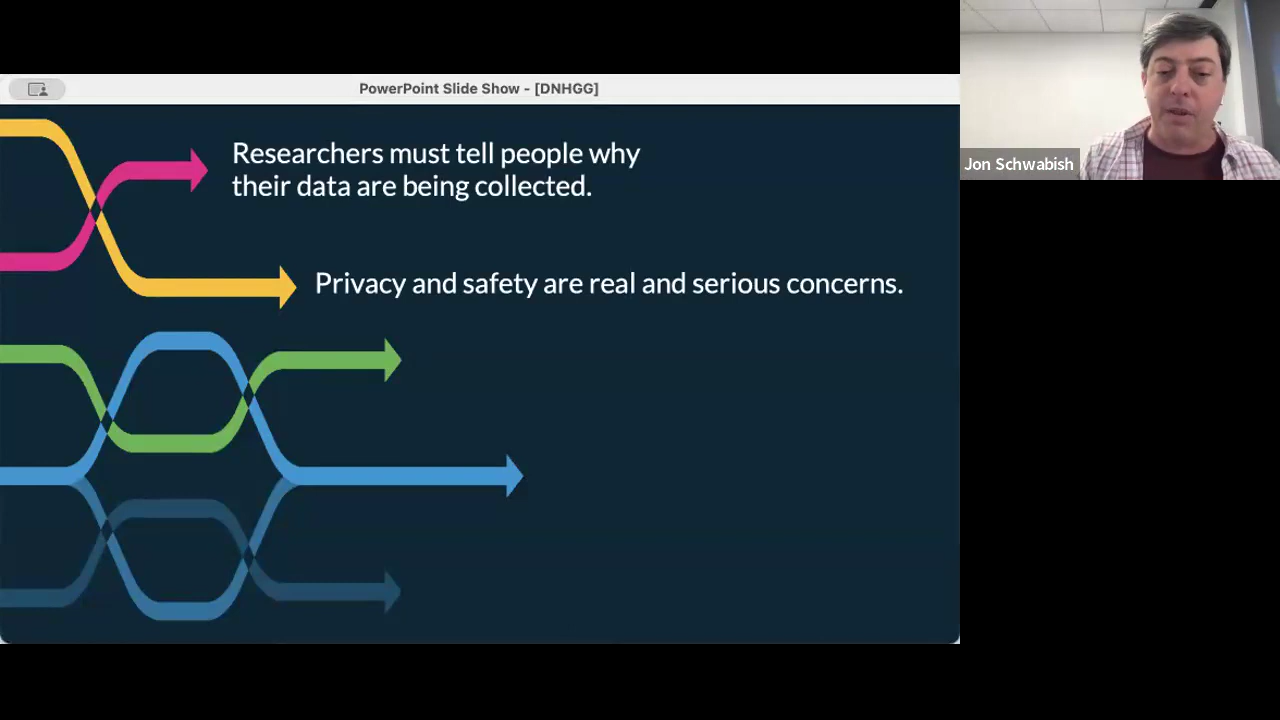 PowerPoint Slide Show - [DNHGG]
Researchers must tell people why
their data are being collected.
Privacy and safety are real and serious concerns.
Jon Schwabish